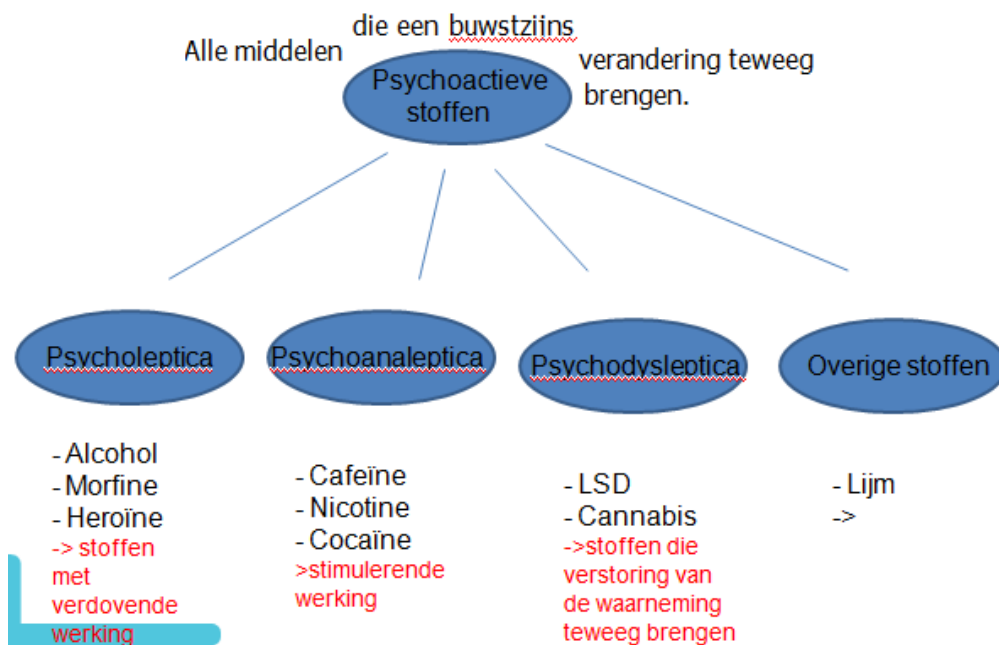 die een buwstziins
Alle middelen
verandering teweeg
brengen.
Psychoactieve
stoffen
Psycholeptica
Psychoanaleptica
Psychodysleptica
Overige stoffen
- Alcohol
- Morfine
- Heroïne
-> stoffen
met
verdovende
werking
- Cafeïne
- Nicotine
- Cocaïne
>stimulerende
werking
- LSD
- Cannabis
->stoffen die
verstoring van
de waarneming
teweeg brengen
- Lijm
->